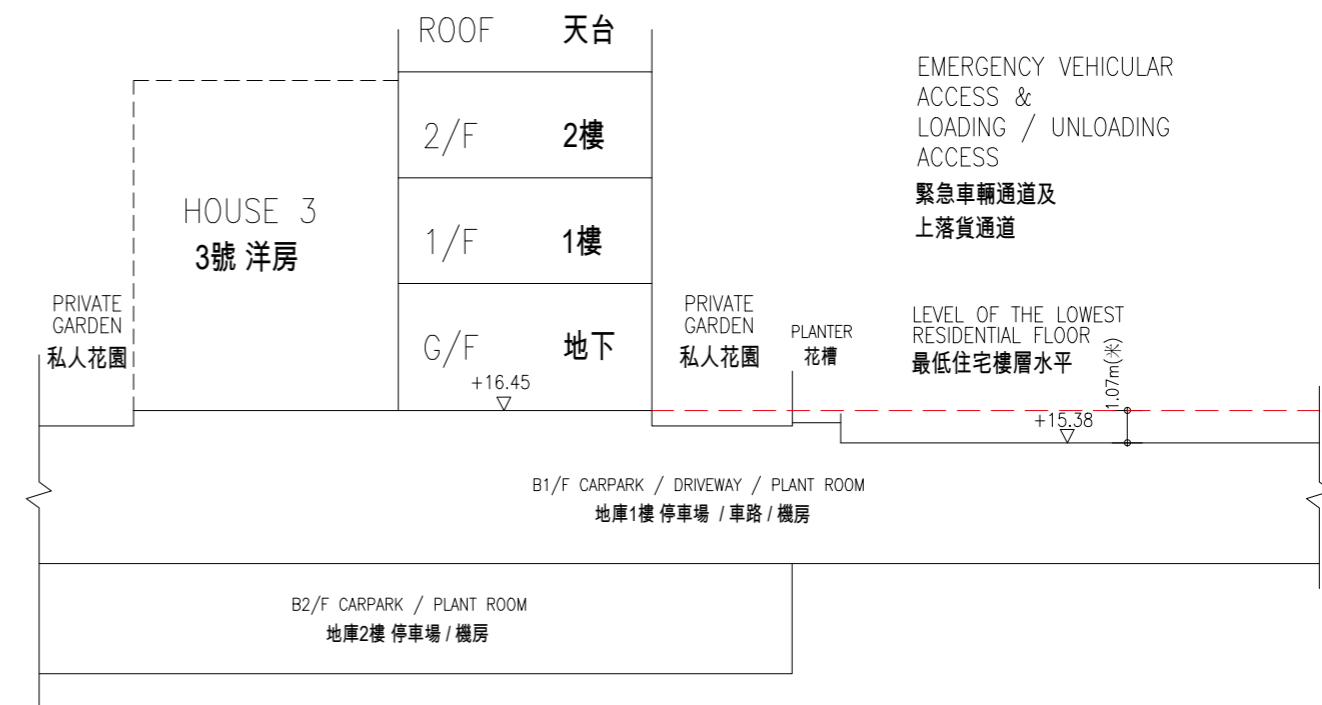 ROOF 天台
EMERGENCY VEHICULAR
ACCESS &
LOADING / UNLOADING
ACCESS
緊急車輛通道及
上落貨通道
2/F 2樓
HOUSE 3
3號 洋房
1/F 1樓
PRIVATE
GARDEN
私人花園
G/F 地下
+16.45
PRIVATE
GARDEN
私人花園
PLANTER
花槽
LEVEL OF THE LOWEST
RESIDENTIAL FLOOR
最低住宅樓層水平
1.07m(米)
+15.38
B1/F CARPARK / DRIVEWAY / PLANT ROOM
地庫1樓 停車場 / 車路 / 機房
B2/F CARPARK / PLANT ROOM
地庫2樓 停車場 / 機房